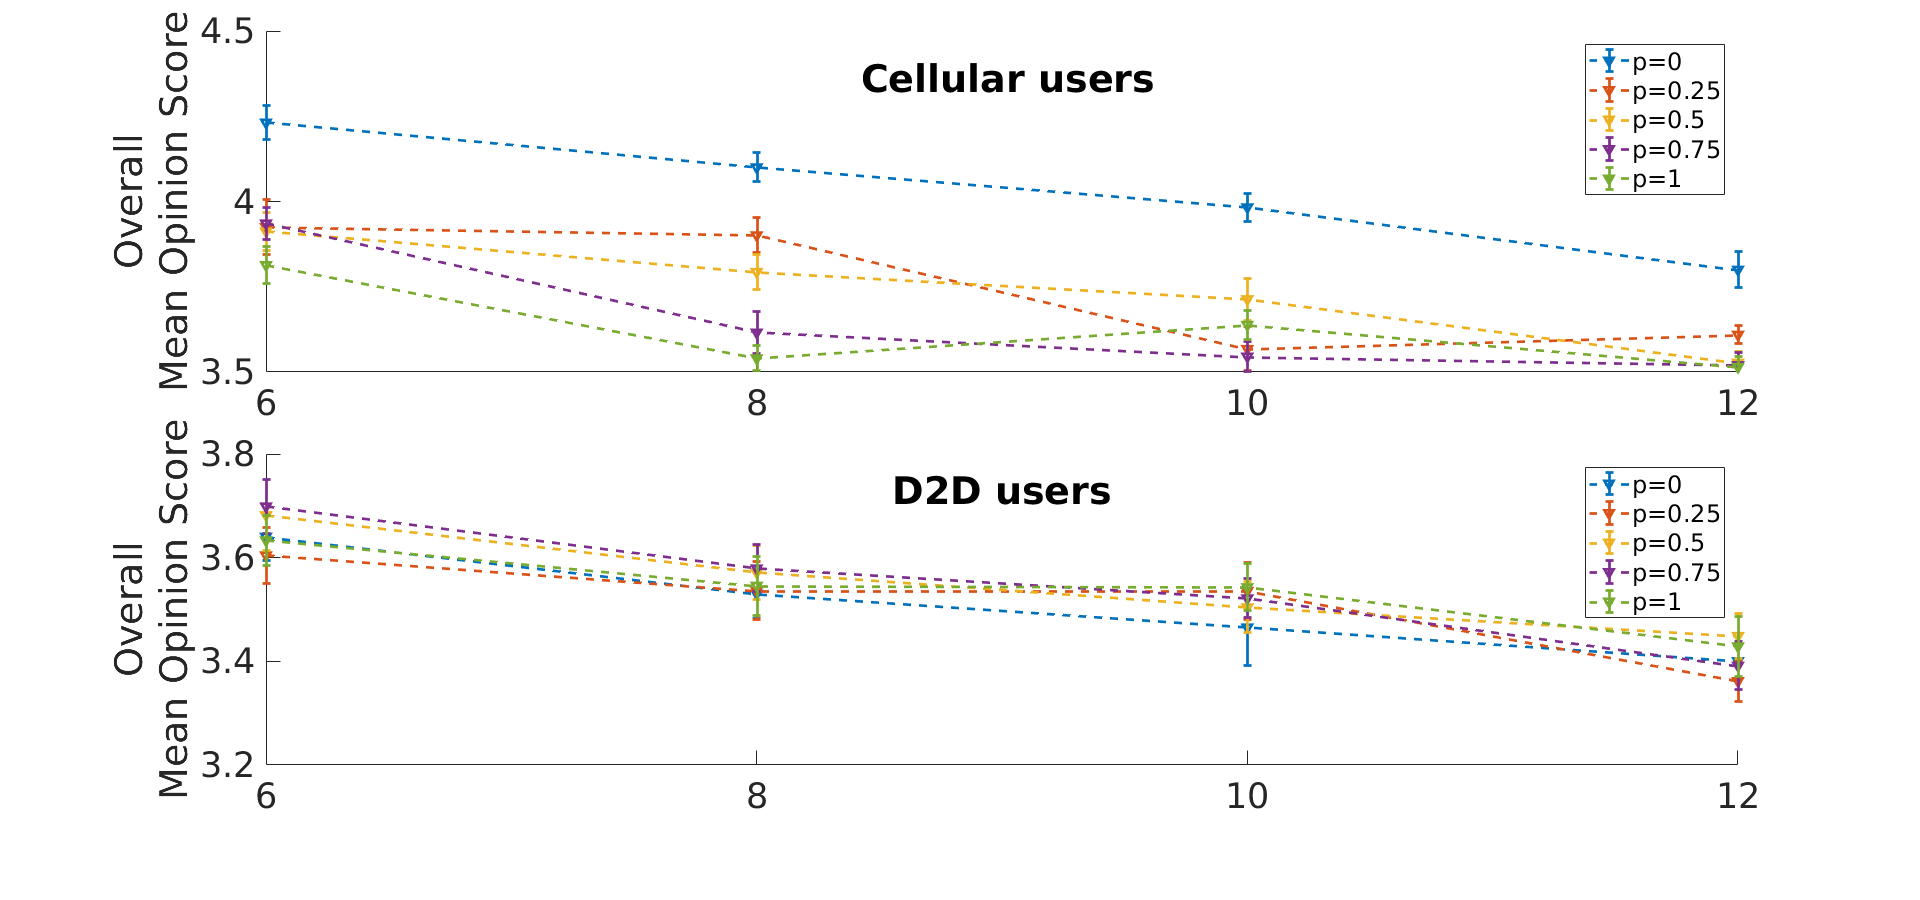 Overall
Mean Opinion Score
4.5
4
3.5
Cellular users
p=0
p=0.25
p=0.5
p=0.75
p=1
6 8 10 12
Overall
Mean Opinion Score
3.8
3.6
3.4
3.2
D2D users
p=0
p=0.25
p=0.5
p=0.75
p=1
6 8 10 12